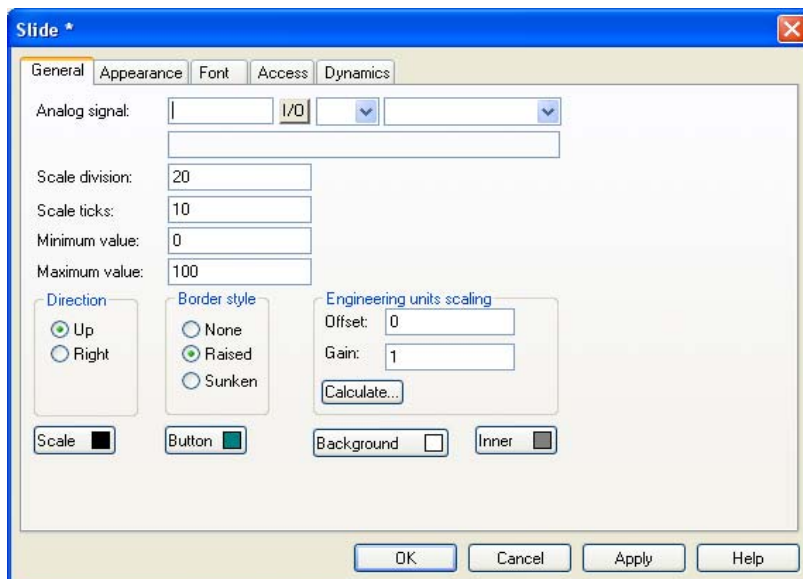 Slide *
General Appearance Font Access Dynamics
Analog signal: I/O
Scale division: 20
Scale ticks: 10
Minimum value: 0
Maximum value: 100
Direction Border style Engineering units scaling
Up None Offset: 0
Right Raised Gain: 1
Sunken Calculate...
Scale Button Background Inner
OK Cancel Apply Help